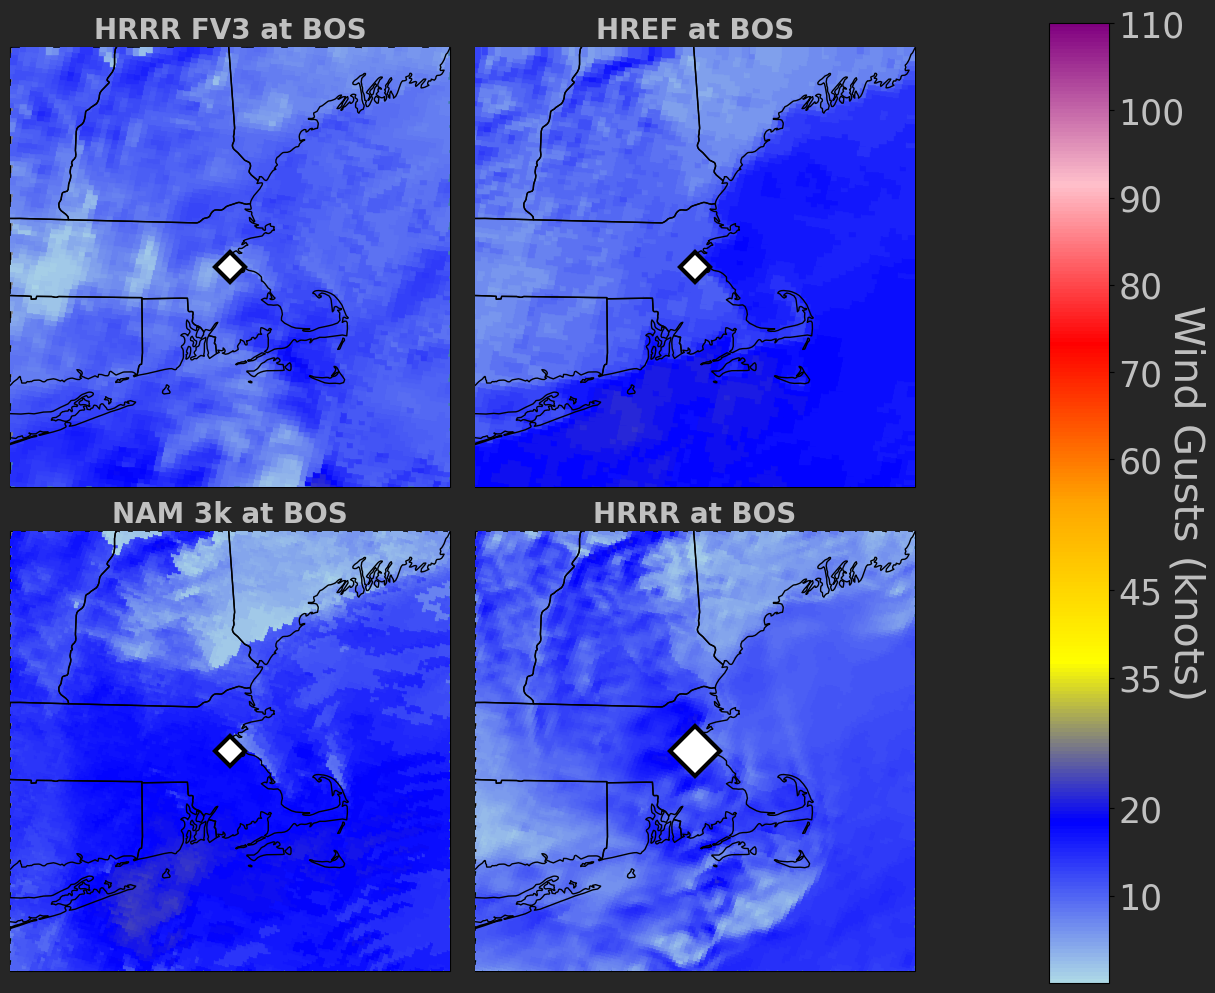 HRRR FV3 at BOS
HREF at BOS
NAM 3k at BOS
HRRR at BOS
110
100
90
80
70
60
45
35
20
10
Wind Gusts (knots)